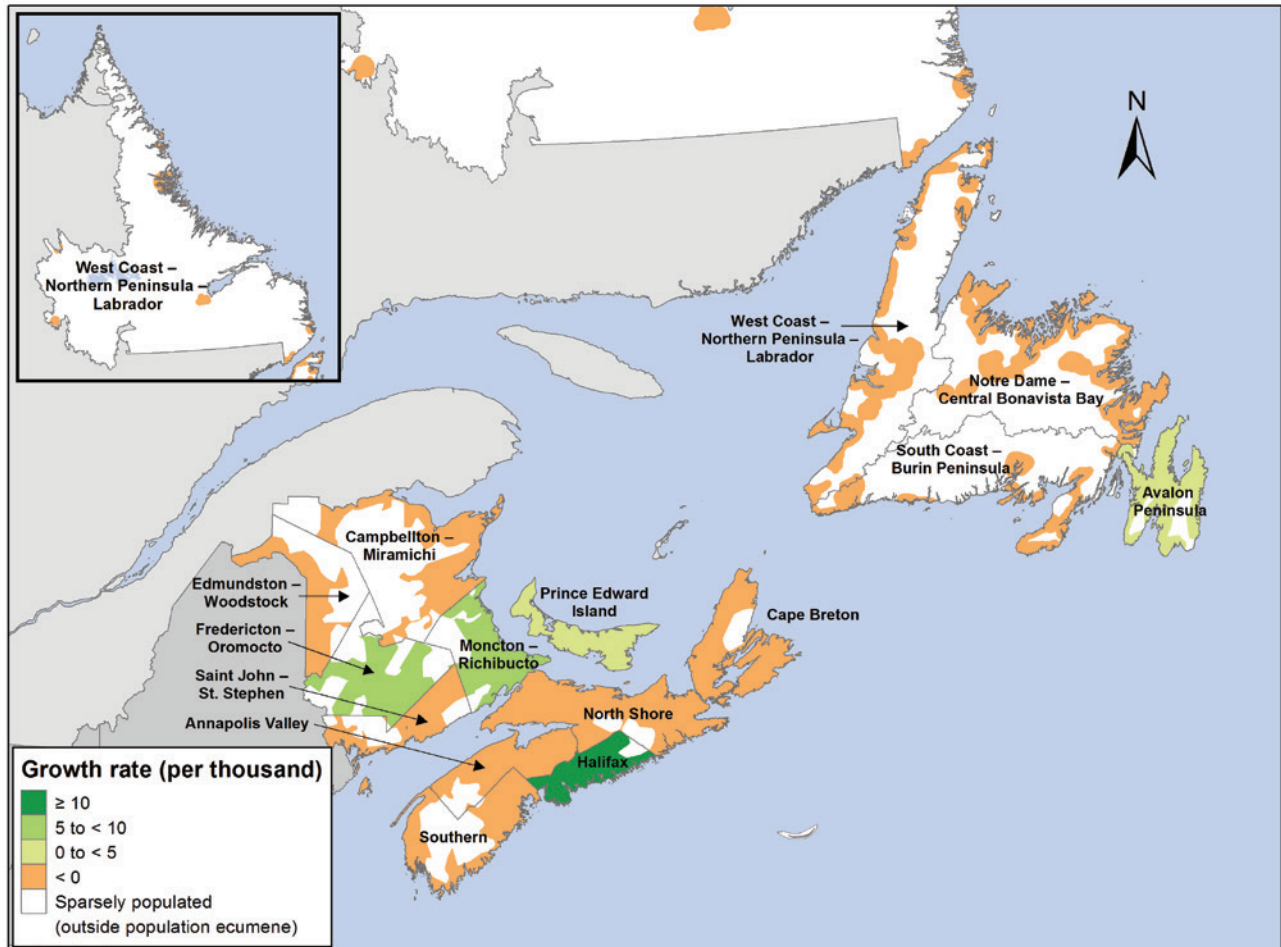 West Coast –
Northern Peninsula –
Labrador
N
West Coast –
Northern Peninsula –
Labrador
Notre Dame –
Central Bonavista Bay
South Coast –
Burin Peninsula
Avalon
Peninsula
Campbellton –
Miramichi
Edmundston –
Woodstock
Prince Edward
Island
Cape Breton
Fredericton –
Oromocto
Moncton –
Richibucto
Saint John –
St. Stephen
Annapolis Valley
North Shore
Halifax
Southern
Growth rate (per thousand)
≥ 10
5 to < 10
0 to < 5
< 0
Sparsely populated
(outside population ecumene)